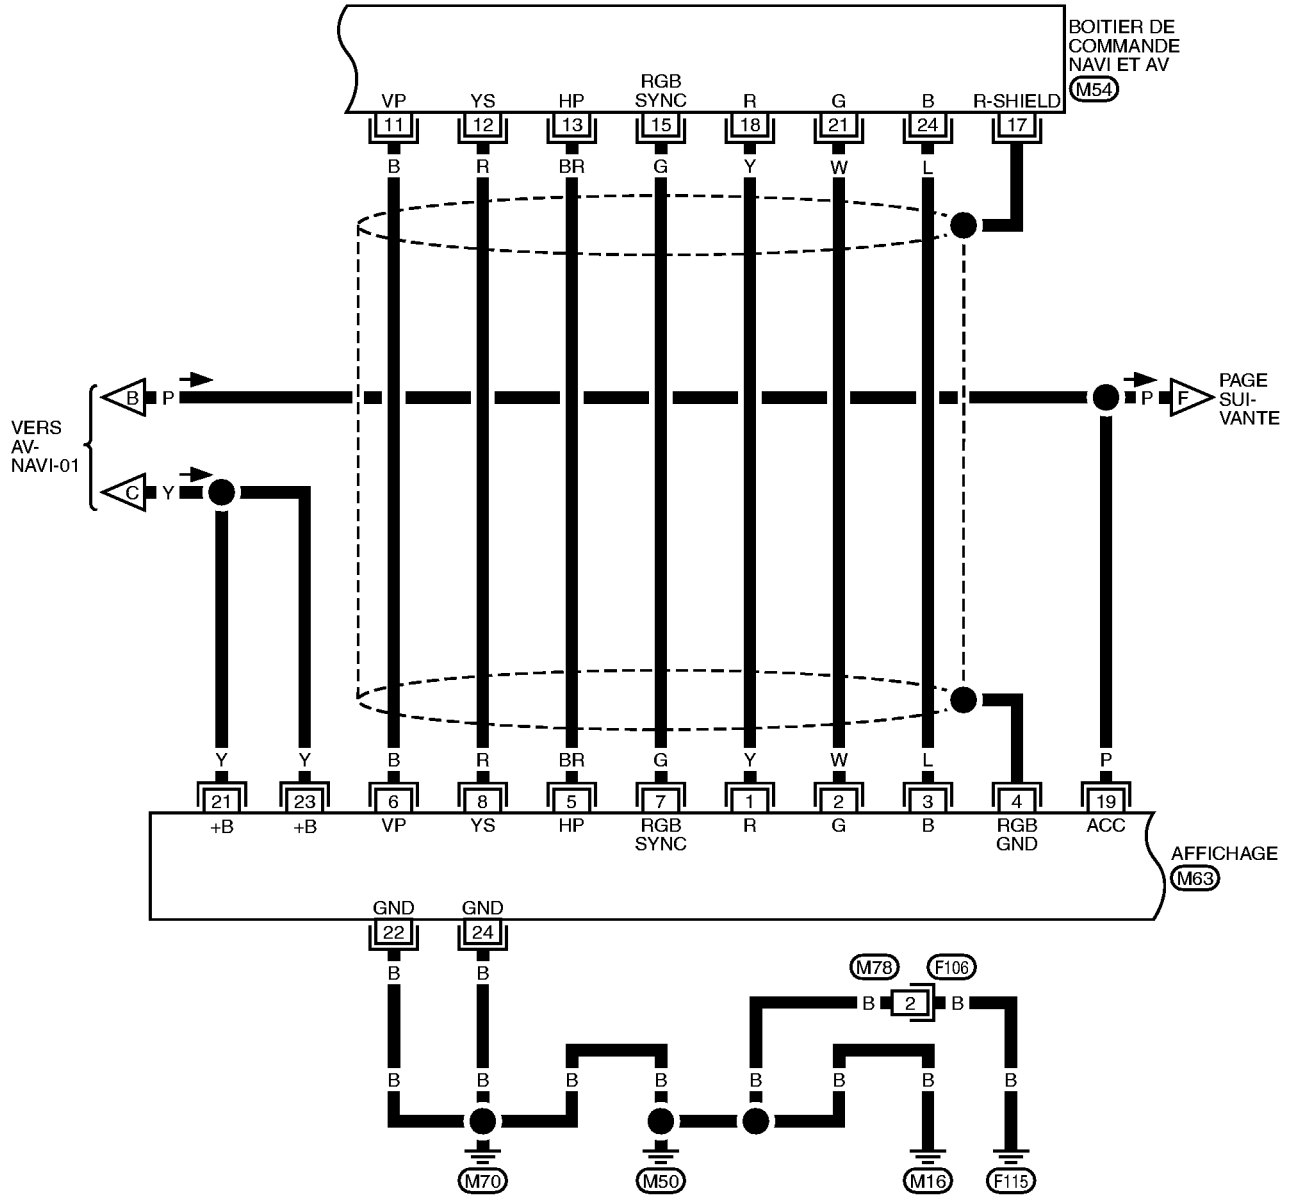 BOITIER DE
COMMANDE
NAVI ET AV
M54
VP YS HP RGB SYNC R G B R-SHIELD
11 12 13 15 18 21 24 17
B R BR G Y W L
B P P F
PAGE
SUI-
VANTE
VERS
AV-
NAVI-01
C Y
Y Y B R BR G Y W L P
21 23 6 8 5 7 1 2 3 4 19
+B +B VP YS HP RGB SYNC R G B RGB GND ACC
AFFICHAGE
M63
GND GND
22 24
B B
M78 F106
B 2 B
B B B B B B B B
M70 M50 M16 F115